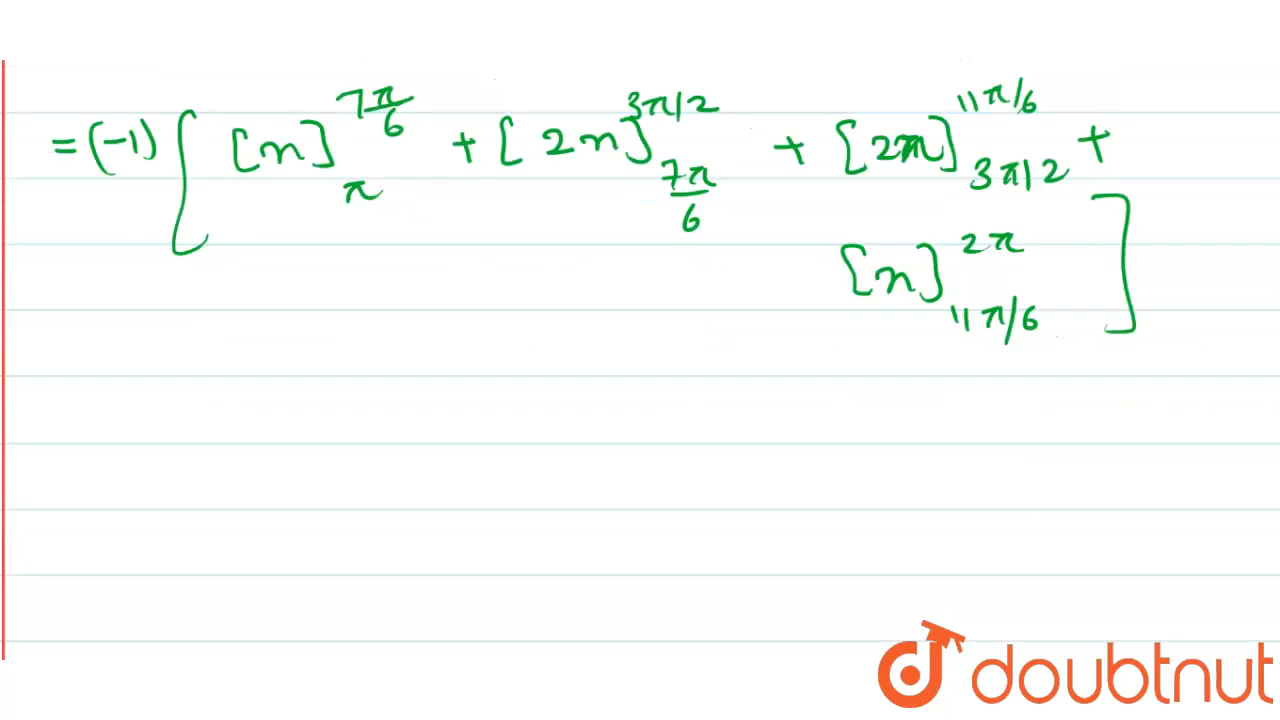 = (-1) [ [x]_{π}^{7π/6} + [2x]_{7π/6}^{3π/2} + [2x]_{3π/2}^{11π/6} +
[x]_{11π/6}^{2π} ]
doubtnut